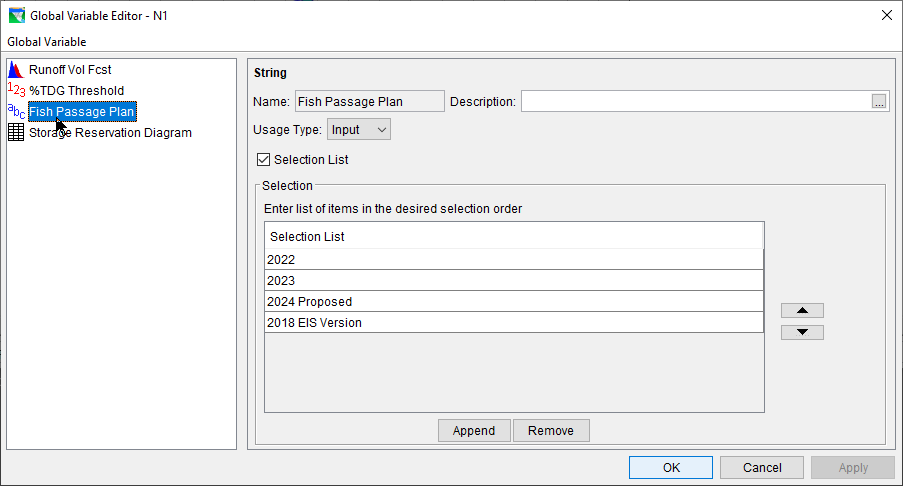 Global Variable Editor - N1
Global Variable
Runoff Vol Fcst
123 %TDG Threshold
abc Fish Passage Plan
Storage Reservation Diagram
String
Name: Fish Passage Plan Description: ...
Usage Type: Input
Selection List
Selection
Enter list of items in the desired selection order
Selection List
2022
2023
2024 Proposed
2018 EIS Version
Append Remove
OK Cancel Apply